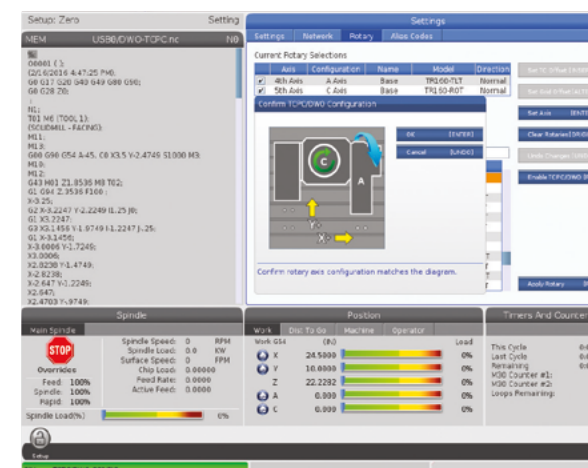 Setup: Zero
Setting
MEM
USB0/DWO-TCPC.nc
N0
%
O0001 ( );
(2/16/2016 4:47:25 PM);
G0 G17 G20 G40 G49 G80 G90;
G0 G28 Z0;
;
N1;
T01 M6 (TOOL 1);
(SOLIDMILL - FACING);
M11;
M13;
G00 G90 G54 A-45. C0 X3.5 Y-2.4749 S1000 M3;
M10;
M12;
G43 H01 Z1.8536 M8 T02;
G1 G94 Z.3536 F100 ;
X-3.25;
G2 X-3.2247 Y-2.2249 I1.25 J0;
G1 X3.2247;
G3 X3.1456 Y-1.9749 I-1.2247 J-.25;
G1 X-3.1456;
X-3.0006 Y-1.7249;
X3.0006;
X2.8238 Y-1.4749;
X-2.8238;
X-2.647 Y-1.2249;
X2.647;
X2.4703 Y-.9749;
Settings
Settings
Network
Rotary
Alias Codes
Current Rotary Selections
Axis
Configuration
Name
Model
Direction
4th Axis
A Axis
Base
TR160-TLT
Normal
5th Axis
C Axis
Base
TR160-ROT
Normal
Confirm TCPC/DWO Configuration
OK [ENTER]
Cancel [UNDO]
C
A
Y+
X+
Confirm rotary axis configuration matches the diagram.
Set Axis
Clear Rotaries
Undo Changes
Enable TCPC/DWO
Apply Rotary
Spindle
Main Spindle
STOP
Overrides
Feed: 100%
Spindle: 100%
Rapid: 100%
Spindle Speed: 0 RPM
Spindle Load: 0.0 KW
Surface Speed: 0 FPM
Chip Load: 0.00000
Feed Rate: 0.0000
Active Feed: 0.0000
Spindle Load(%)
0%
Position
Work
Dist To Go
Machine
Operator
Work G54
(IN)
Load
X 24.5000 0%
Y 10.0000 0%
Z 22.2282 0%
A 0.000 0%
C 0.000 0%
Timers And Counter
This Cycle
Last Cycle
Remaining
M30 Counter #1:
M30 Counter #2:
Loops Remaining:
Setup